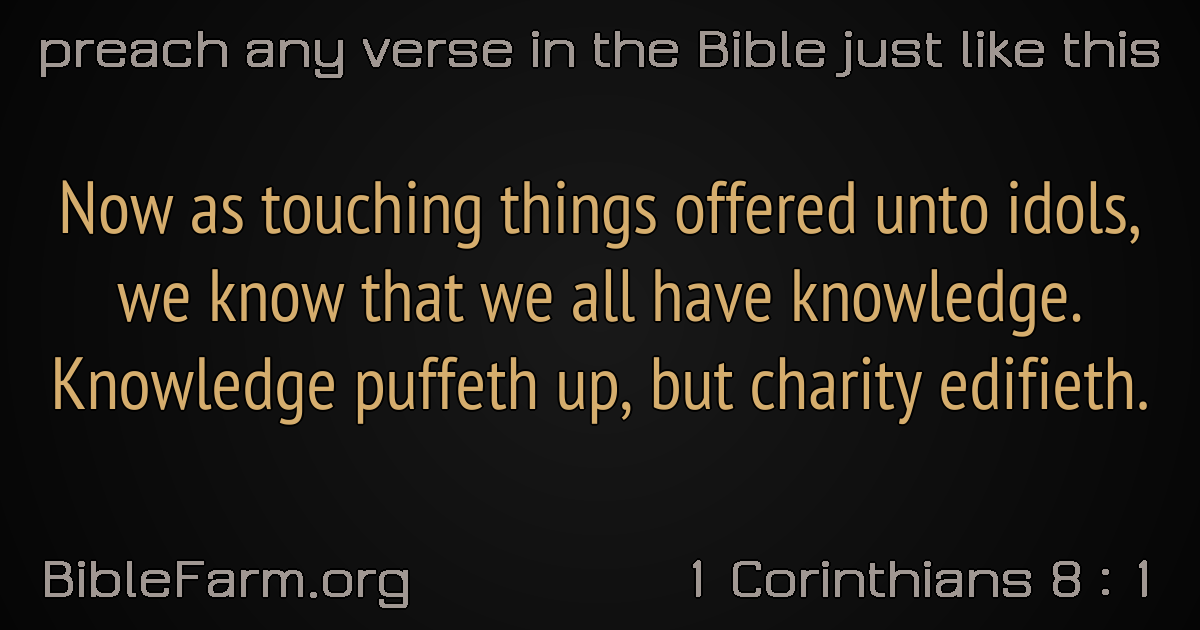 preach any verse in the Bible just like this
Now as touching things offered unto idols,
we know that we all have knowledge.
Knowledge puffeth up, but charity edifieth.
BibleFarm.org
1 Corinthians 8 : 1